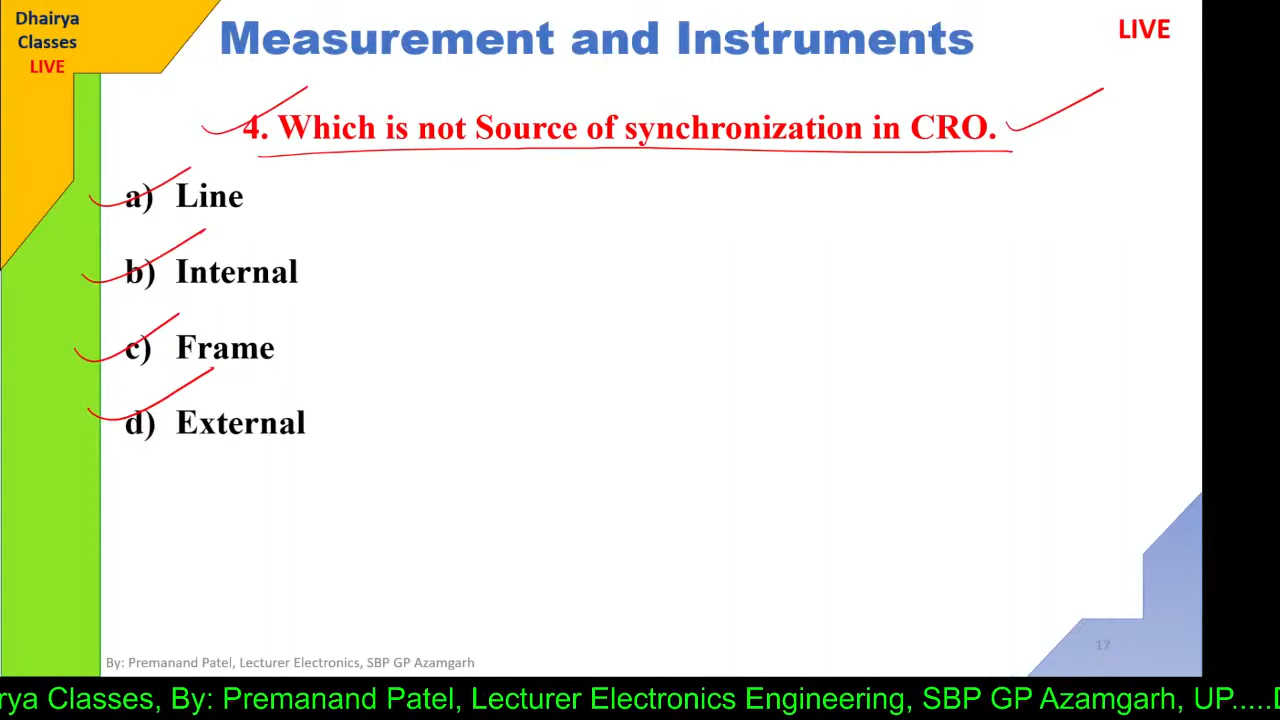 Dhairya
Classes
LIVE
Measurement and Instruments
LIVE
4. Which is not Source of synchronization in CRO.
a) Line
b) Internal
c) Frame
d) External
17
By: Premanand Patel, Lecturer Electronics, SBP GP Azamgarh
Classes, By: Premanand Patel, Lecturer Electronics Engineering, SBP GP Azamgarh, UP.....